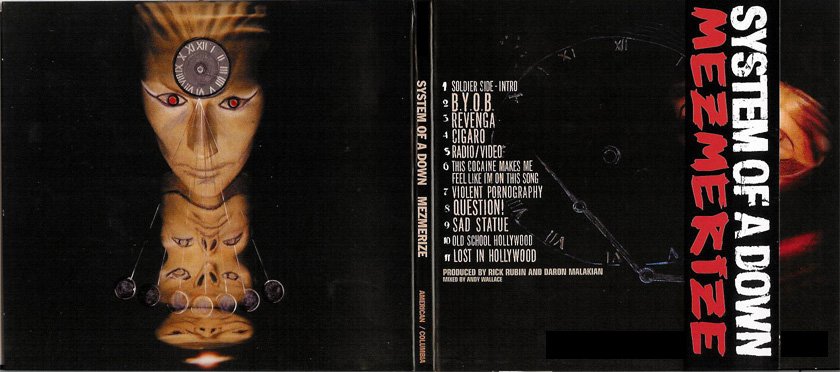 XI XII I
SYSTEM OF A DOWN MEZMERIZE
AMERICAN / COLUMBIA
XII
1 SOLDIER SIDE - INTRO
2 B.Y.O.B.
3 REVENGA
4 CIGARO
5 RADIO/VIDEO
6 THIS COCAINE MAKES ME
FEEL LIKE I'M ON THIS SONG
7 VIOLENT PORNOGRAPHY
8 QUESTION!
9 SAD STATUE
10 OLD SCHOOL HOLLYWOOD
11 LOST IN HOLLYWOOD
PRODUCED BY RICK RUBIN AND DARON MALAKIAN
MIXED BY ANDY WALLACE
SYSTEM OF A DOWN
MEZMERIZE